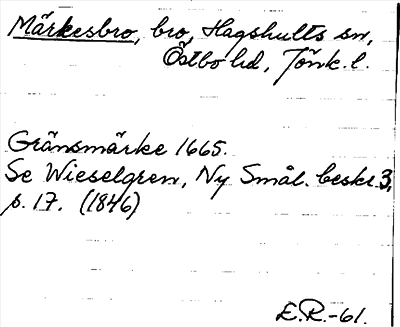 Märkesbro, bro, Hagshults sn,
Östbo hd, Jönk. l.
Gränsmärke 1665.
Se Wieselgren, Ny Smål. beskr. 3,
p. 17. (1846)
E.R.-61.